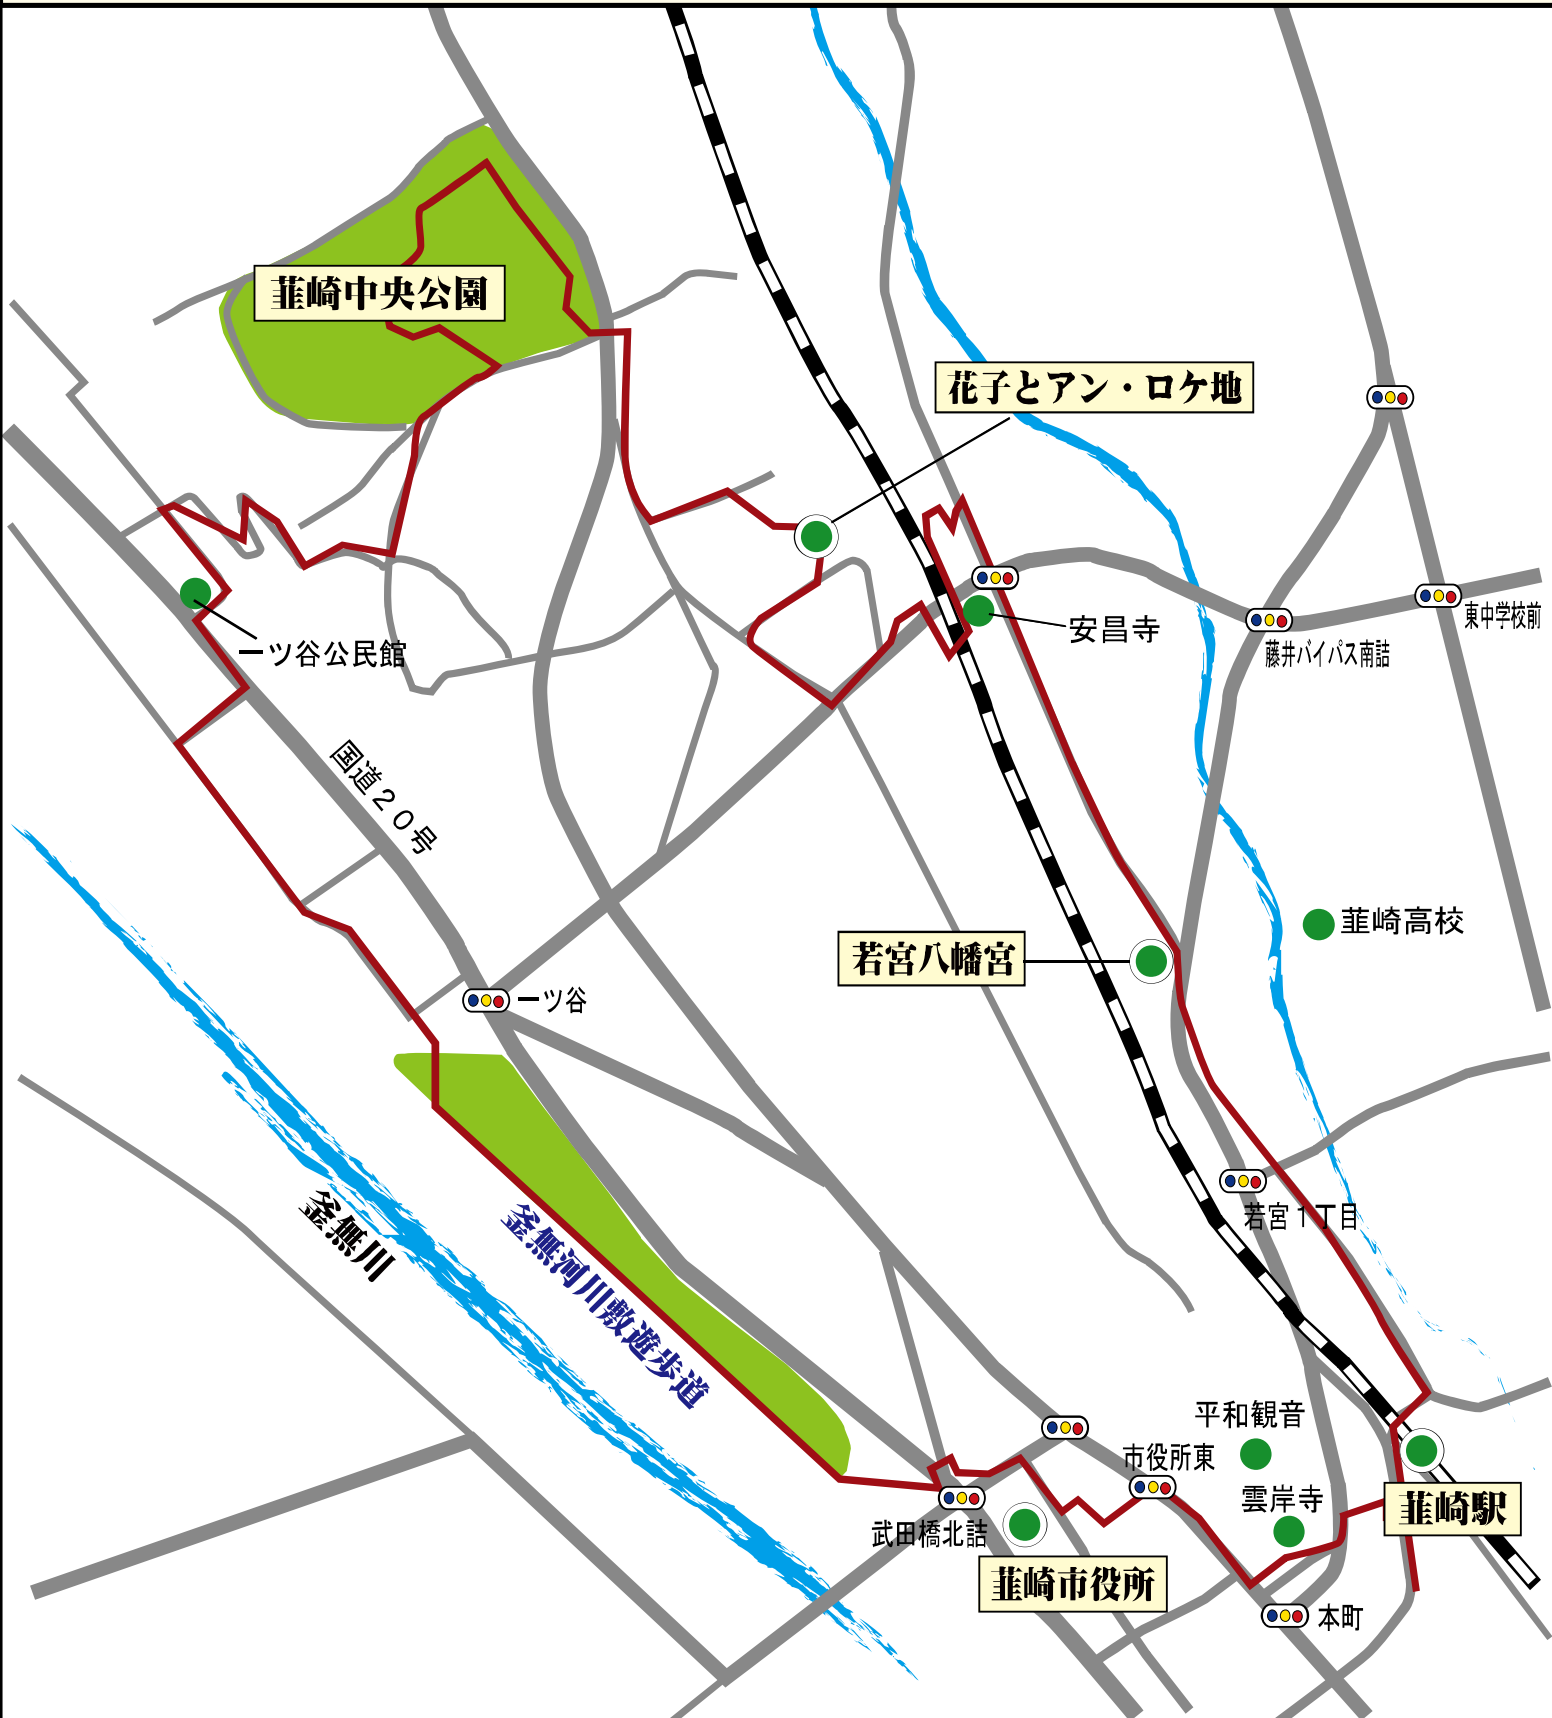 韮崎中央公園
花子とアン・ロケ地
安昌寺
東中学校前
藤井バイパス南詰
一ツ谷公民館
国道２０号
韮崎高校
若宮八幡宮
一ツ谷
釜無川
釜無河川敷遊歩道
若宮１丁目
平和観音
市役所東
雲岸寺
韮崎駅
武田橋北詰
韮崎市役所
本町